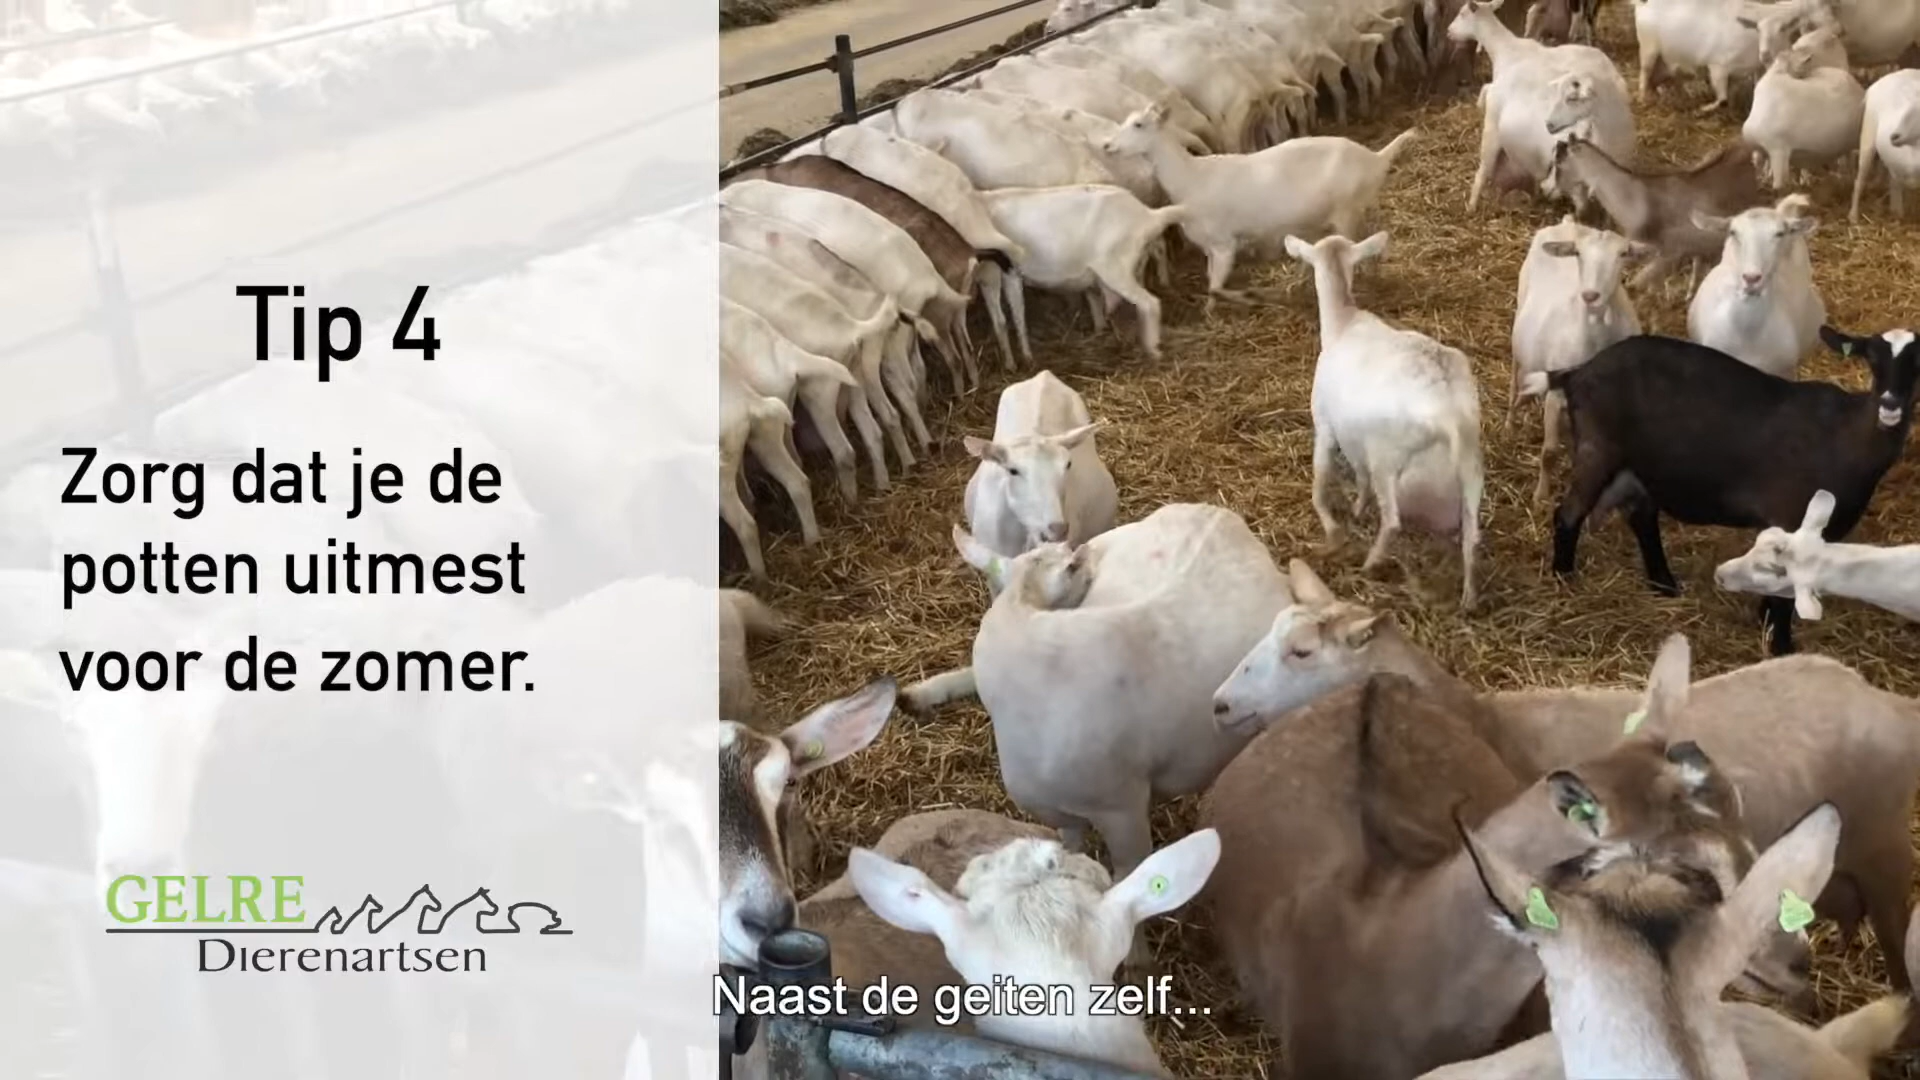 Tip 4
Zorg dat je de
potten uitmest
voor de zomer.
GELRE
Dierenartsen
Naast de geiten zelf...